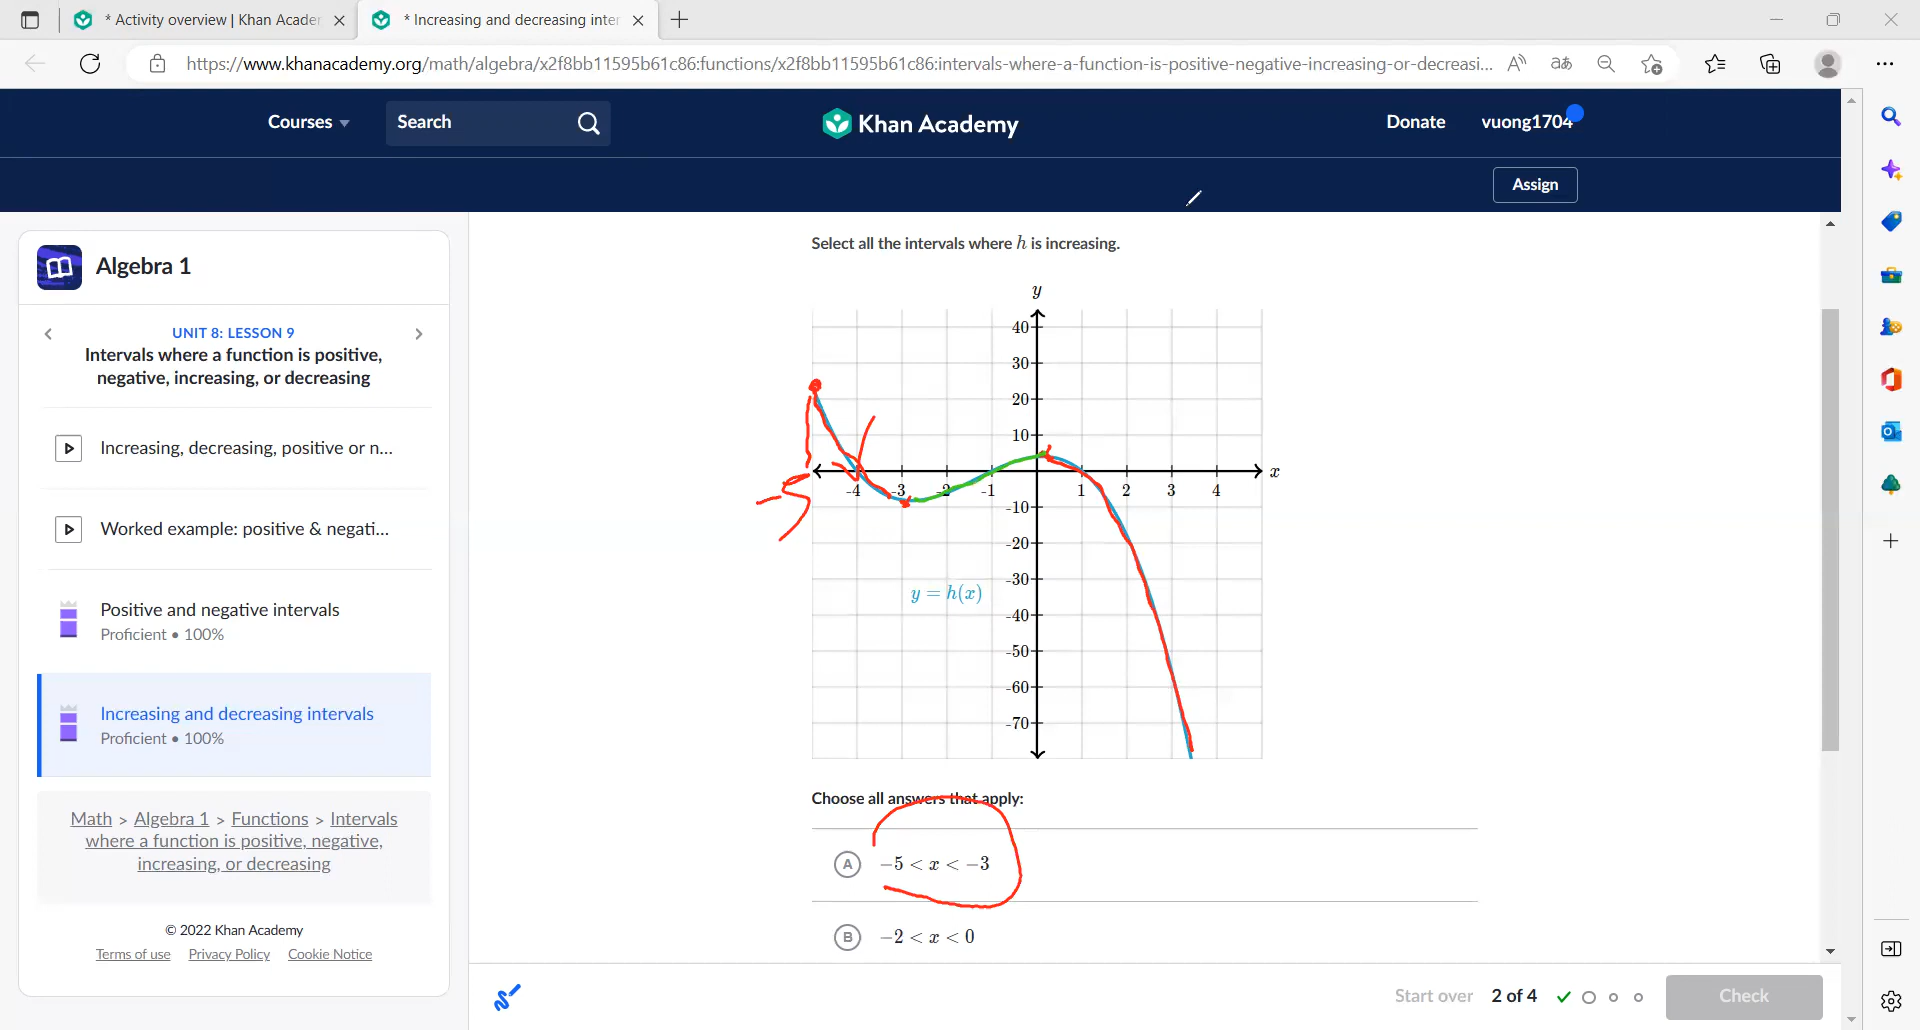 * Activity overview | Khan Acade
* Increasing and decreasing inte
https://www.khanacademy.org/math/algebra/x2f8bb11595b61c86:functions/x2f8bb11595b61c86:intervals-where-a-function-is-positive-negative-increasing-or-decreasi...
Courses
Search
Khan Academy
Donate
vuong1704
Assign
Algebra 1
UNIT 8: LESSON 9
Intervals where a function is positive,
negative, increasing, or decreasing
Increasing, decreasing, positive or n...
Worked example: positive & negati...
Positive and negative intervals
Proficient • 100%
Increasing and decreasing intervals
Proficient • 100%
Math > Algebra 1 > Functions > Intervals
where a function is positive, negative,
increasing, or decreasing
© 2022 Khan Academy
Terms of use Privacy Policy Cookie Notice
Select all the intervals where h is increasing.
y
40
30
20
10
x
-4 -3 -2 -1 1 2 3 4
-10
-20
-30
y = h(x)
-40
-50
-60
-70
Choose all answers that apply:
A −5 < x < −3
B −2 < x < 0
Start over 2 of 4 Check